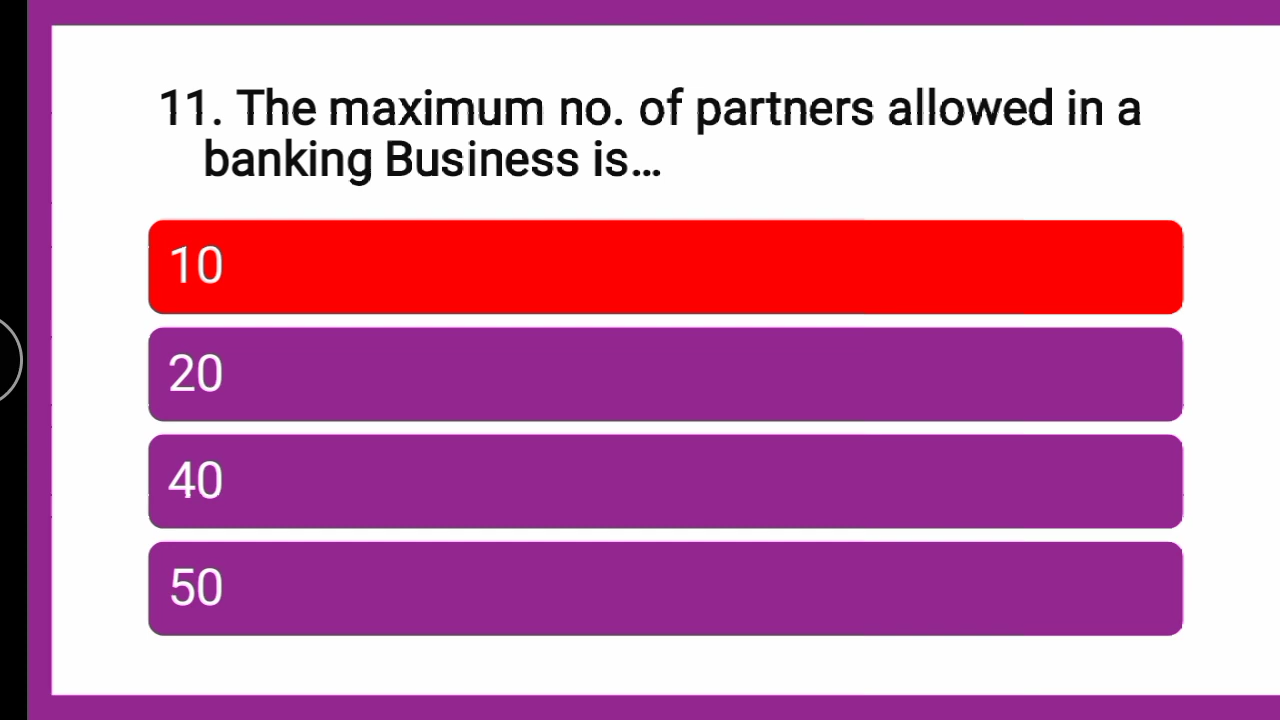 11. The maximum no. of partners allowed in a
banking Business is...
10
20
40
50